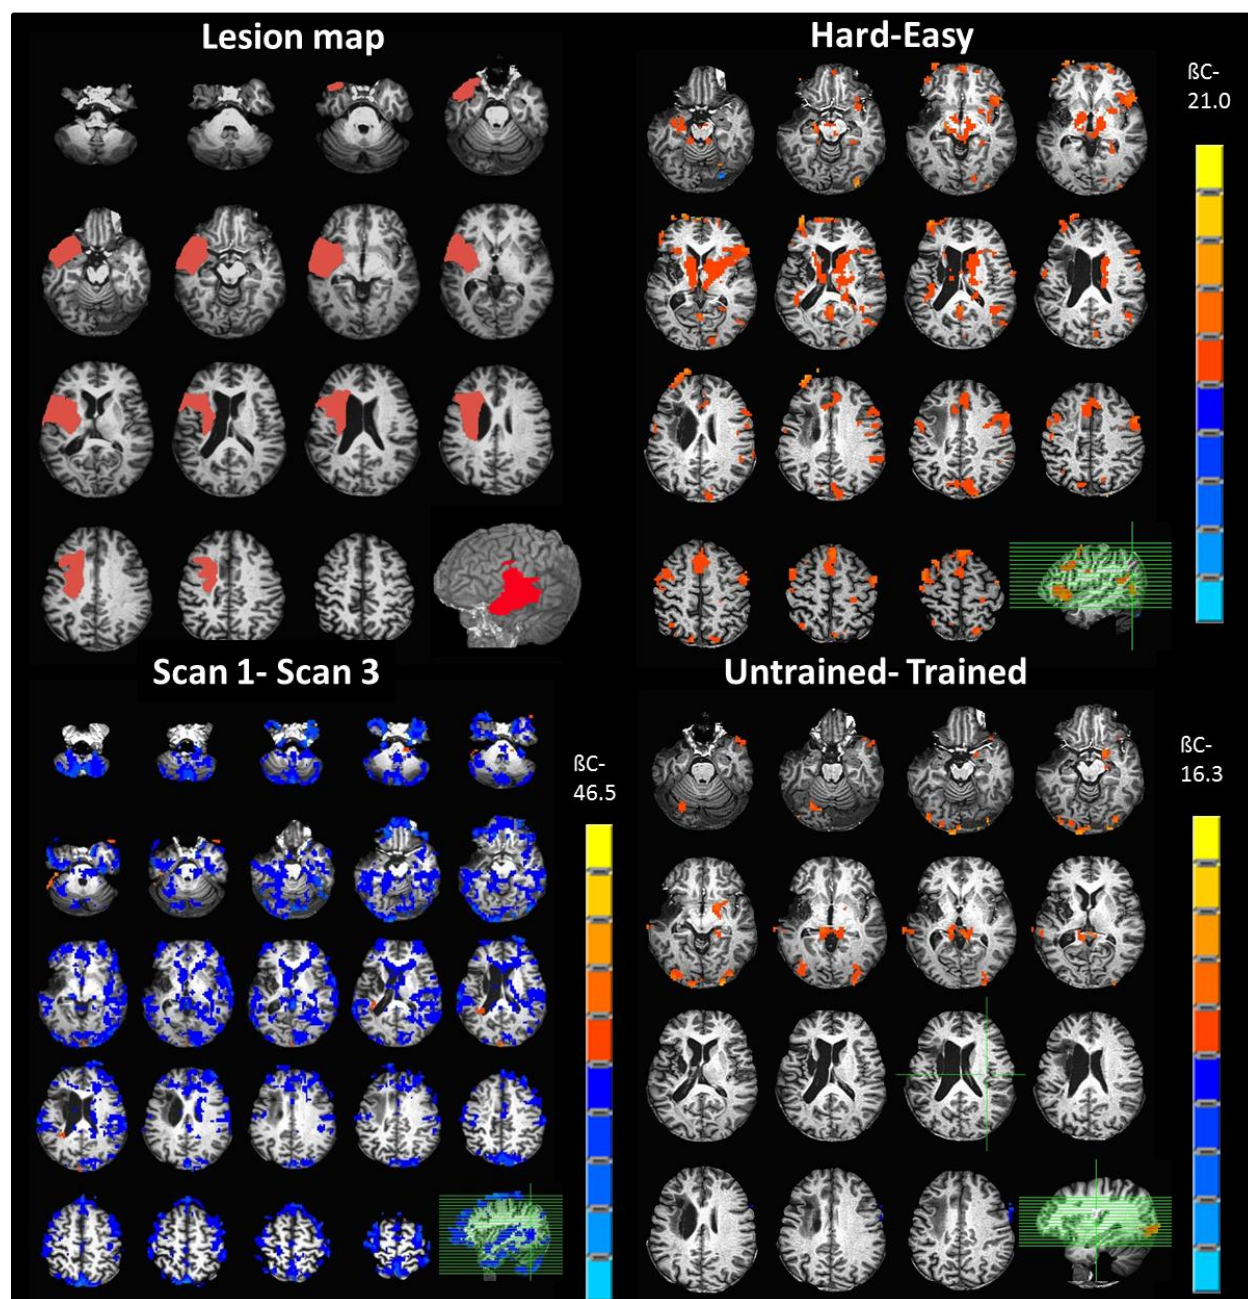 Lesion map
Hard-Easy
ßC-
21.0
Scan 1- Scan 3
ßC-
46.5
Untrained- Trained
ßC-
16.3